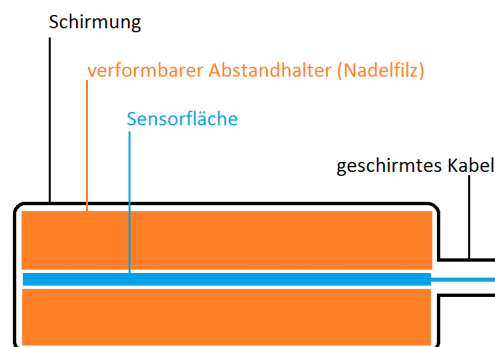 Schirmung
verformbarer Abstandhalter (Nadelfilz)
Sensorfläche
geschirmtes Kabel